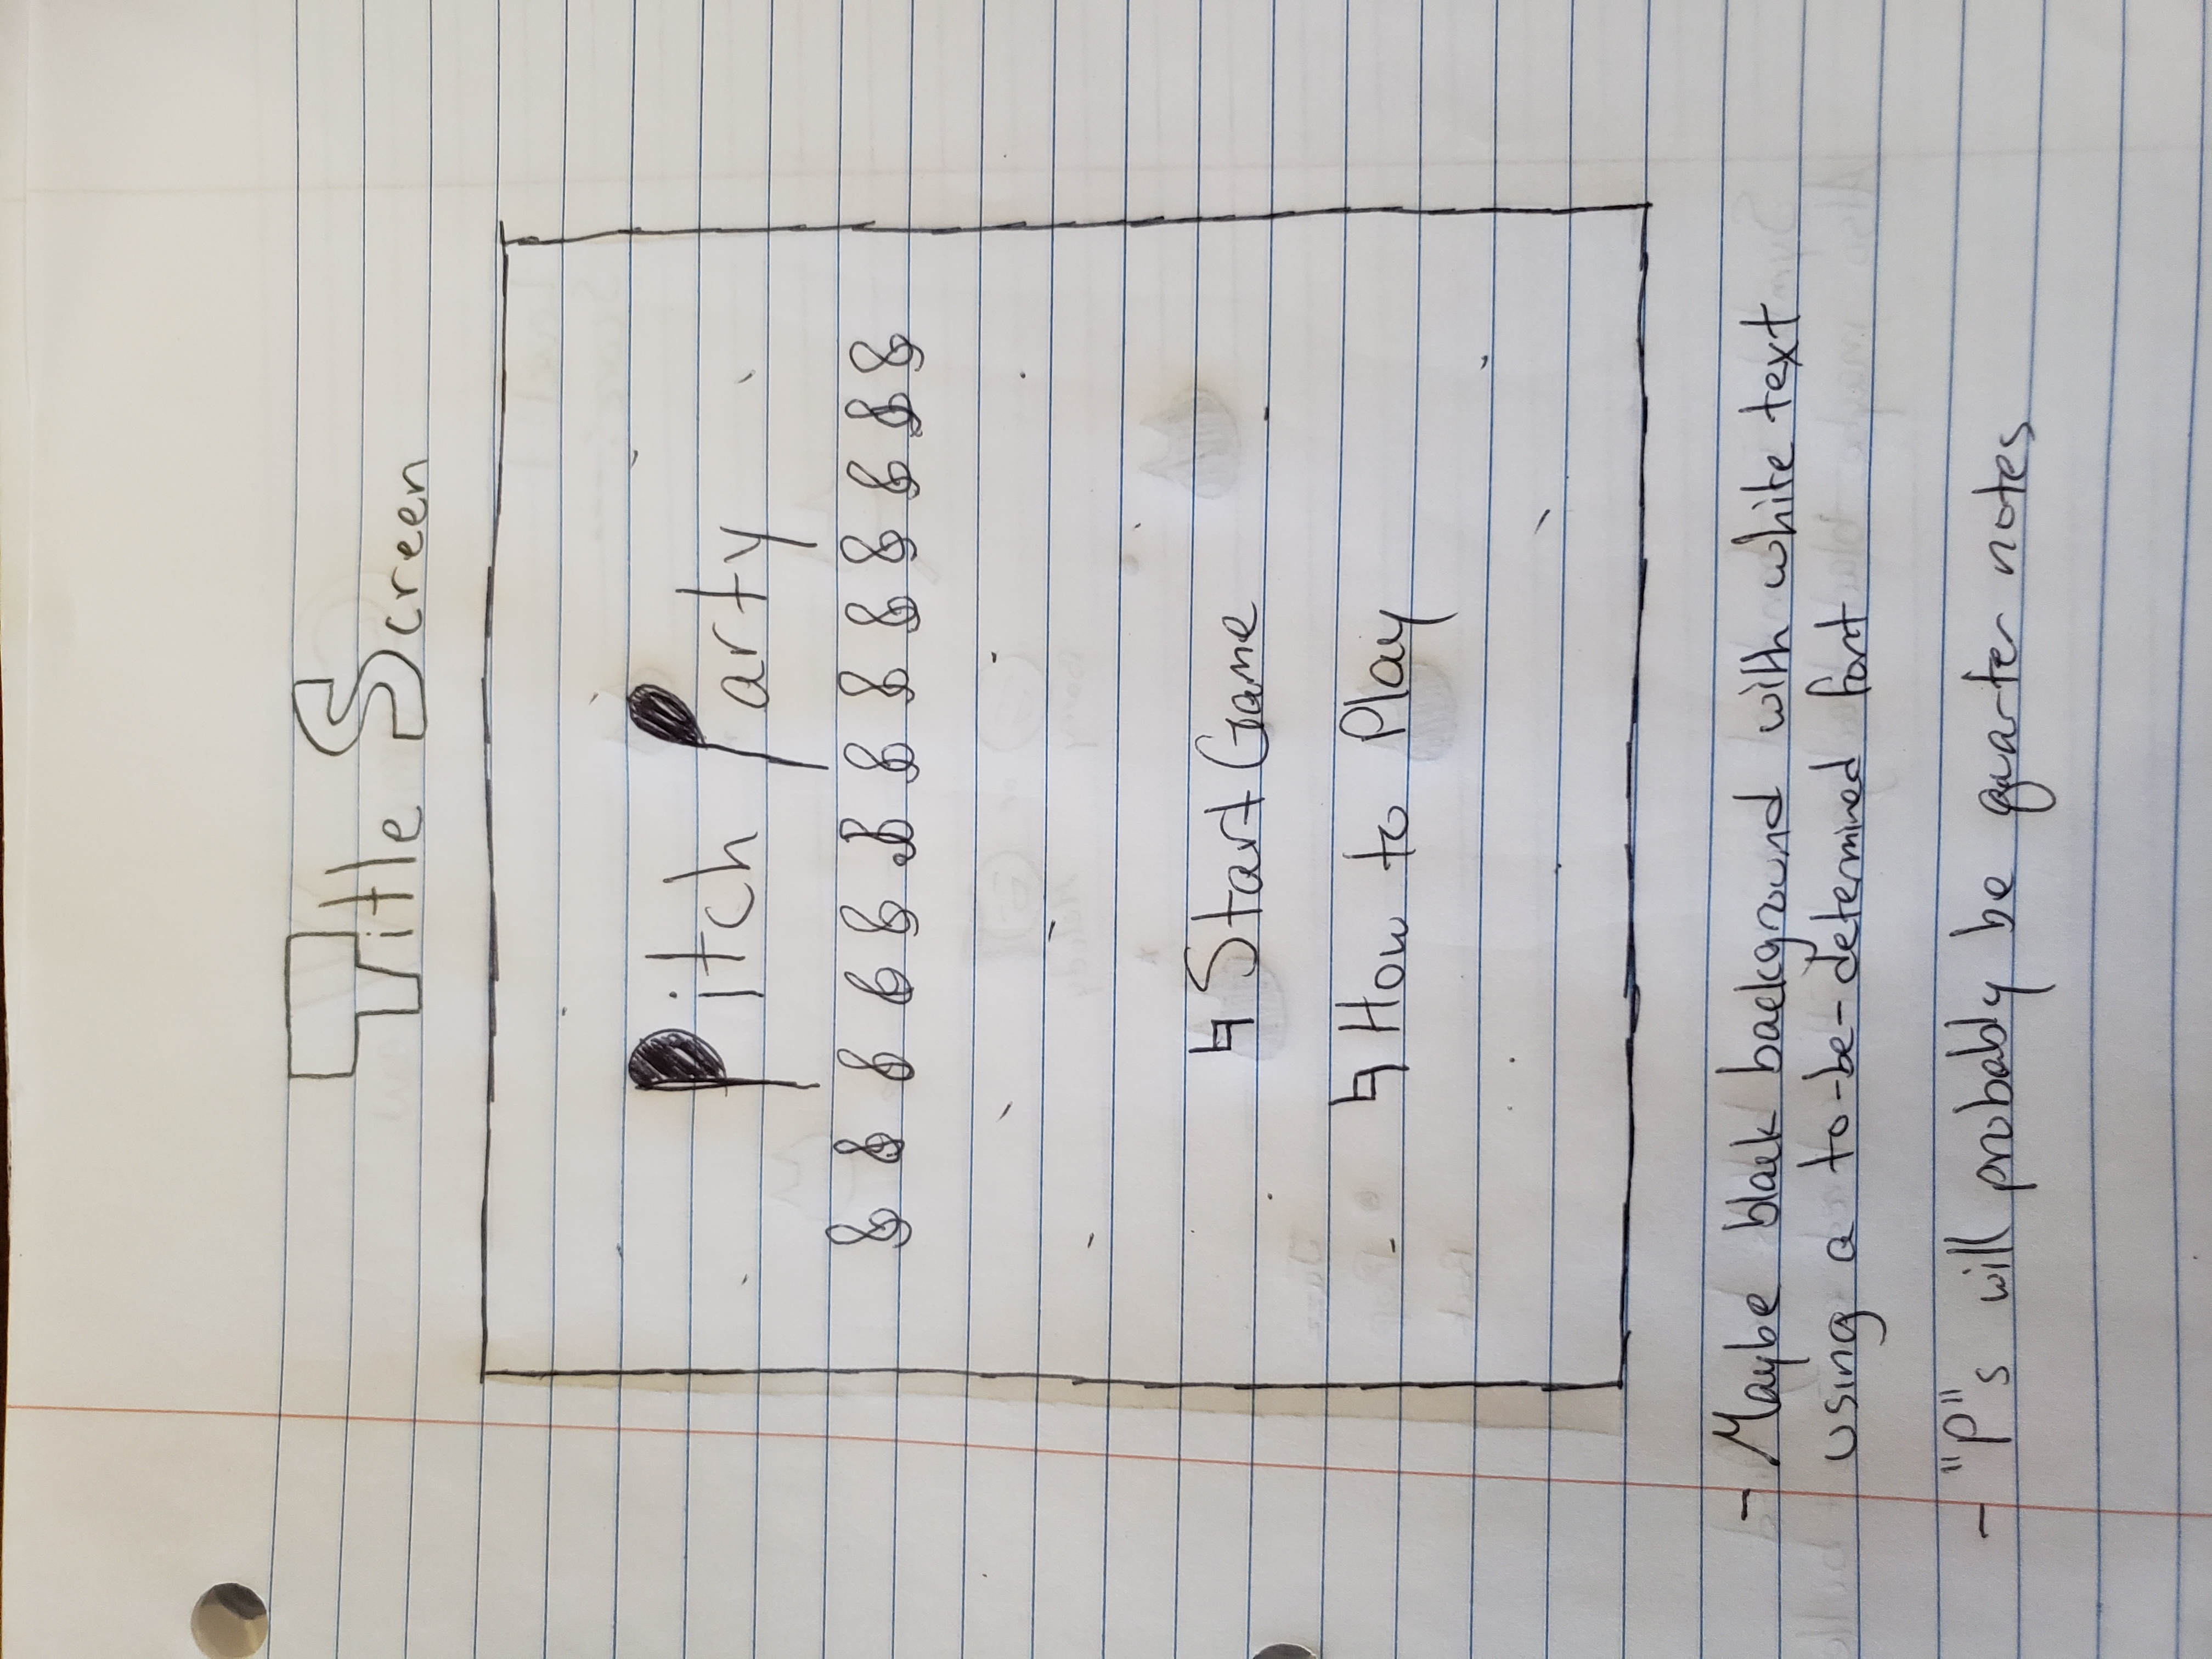 Title Screen
Pitch Party
♮ Start Game
♮ How to Play
- Maybe black background with white text
using a to-be-determined font
- "P"s will probably be quarter notes